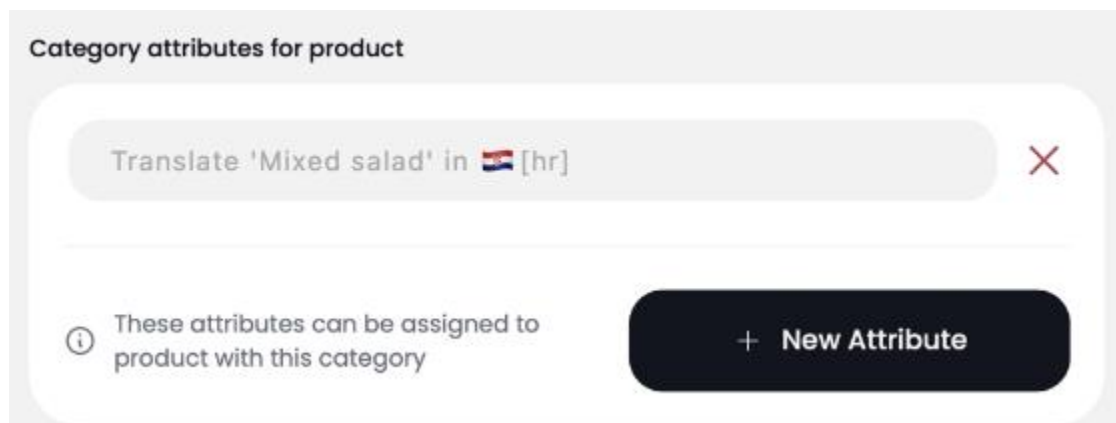 Category attributes for product
Translate 'Mixed salad' in 🇭🇷[hr]
These attributes can be assigned to
product with this category
+ New Attribute